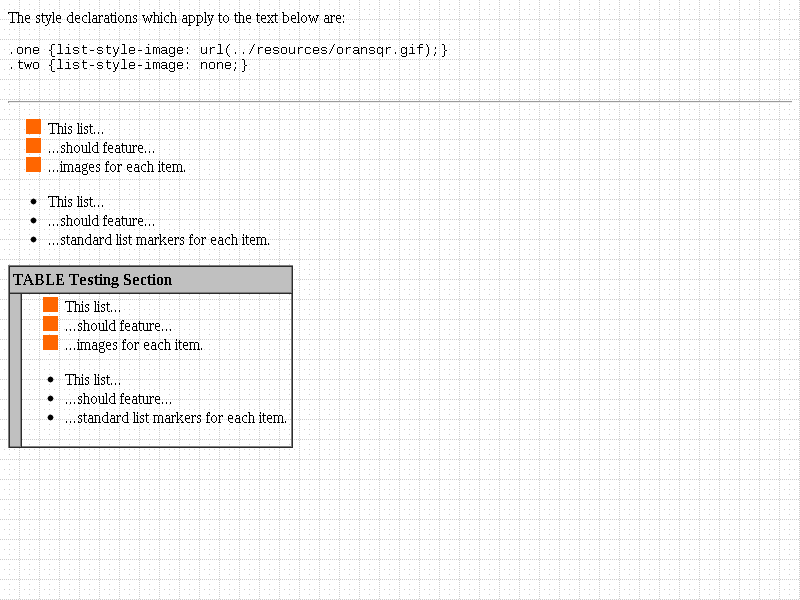 The style declarations which apply to the text below are:
.one {list-style-image: url(../resources/oransqr.gif);}
.two {list-style-image: none;}
This list...
...should feature...
...images for each item.
This list...
...should feature...
...standard list markers for each item.
TABLE Testing Section
This list...
...should feature...
...images for each item.
This list...
...should feature...
...standard list markers for each item.